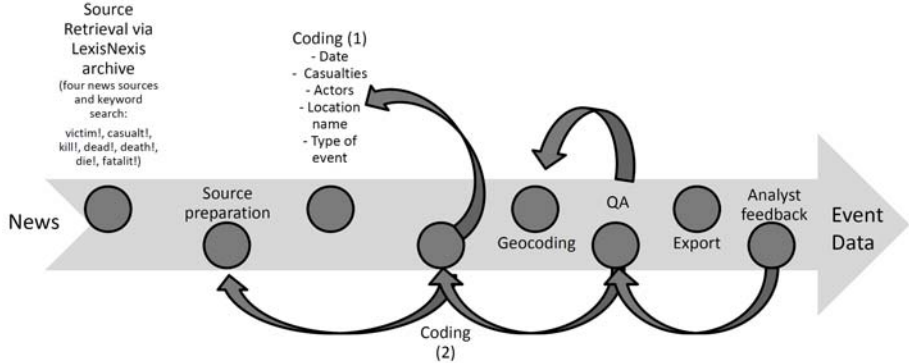 Source
Retrieval via
LexisNexis
archive
(four news sources
and keyword
search:
victim!, casualt!,
kill!, dead!, death!,
die!, fatalit!)
Coding (1)
- Date
- Casualties
- Actors
- Location
name
- Type of
event
News
Source
preparation
Geocoding
QA
Export
Analyst
feedback
Event
Data
Coding
(2)